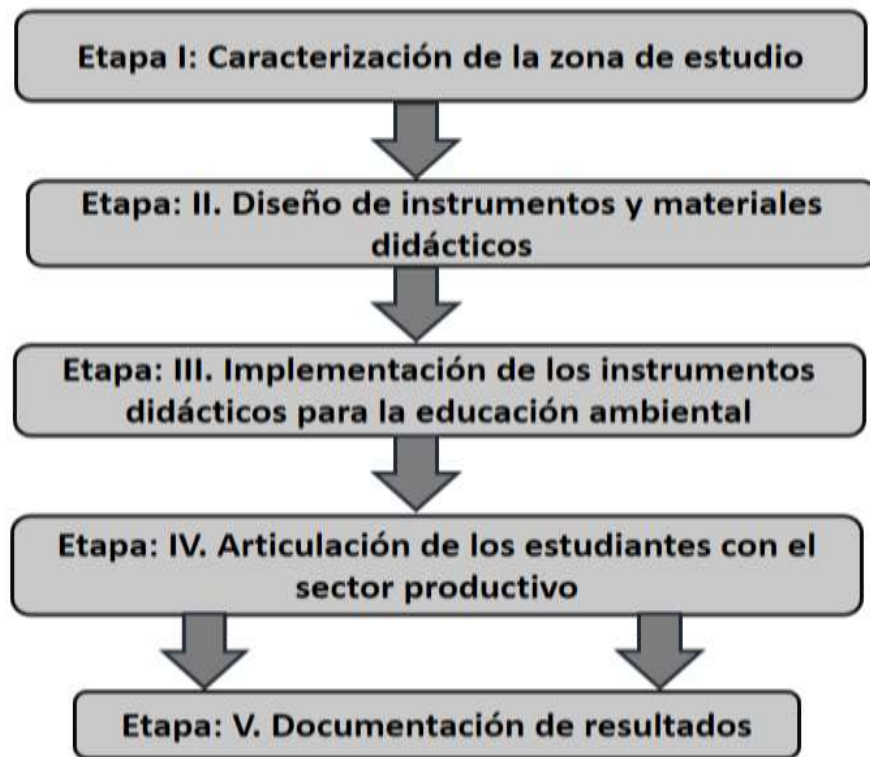 Etapa I: Caracterización de la zona de estudio
Etapa: II. Diseño de instrumentos y materiales
didácticos
Etapa: III. Implementación de los instrumentos
didácticos para la educación ambiental
Etapa: IV. Articulación de los estudiantes con el
sector productivo
Etapa: V. Documentación de resultados